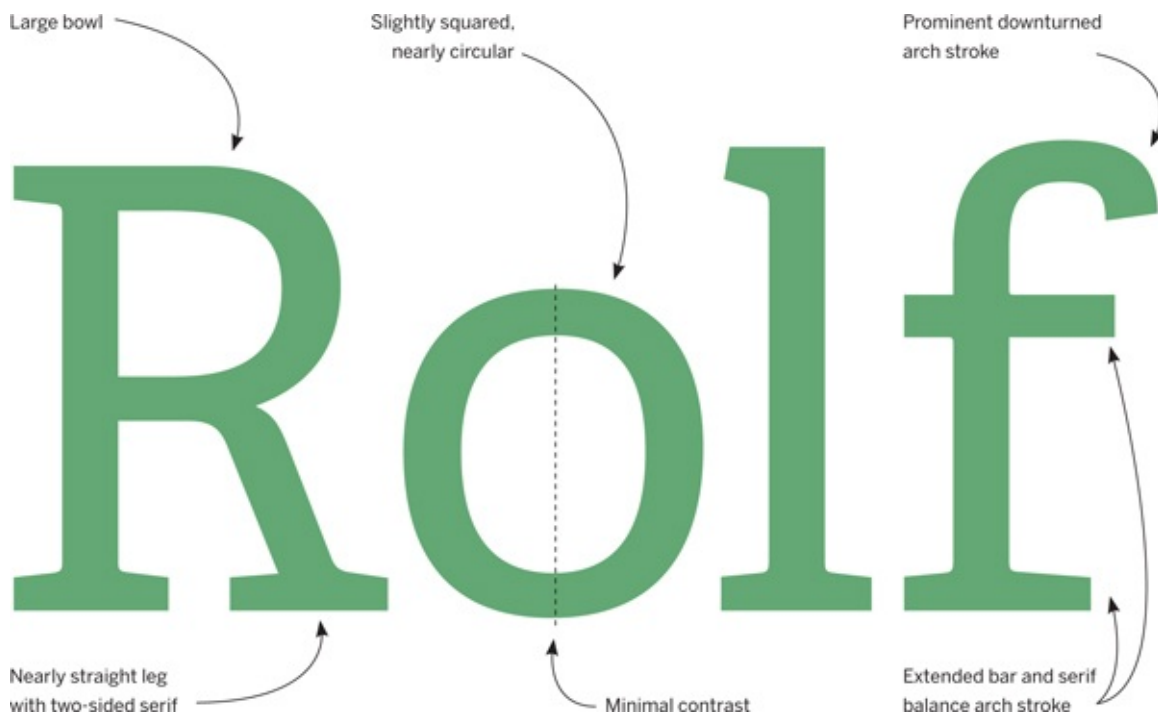 Large bowl
Slightly squared,
nearly circular
Prominent downturned
arch stroke
Rolf
Nearly straight leg
with two-sided serif
Minimal contrast
Extended bar and serif
balance arch stroke